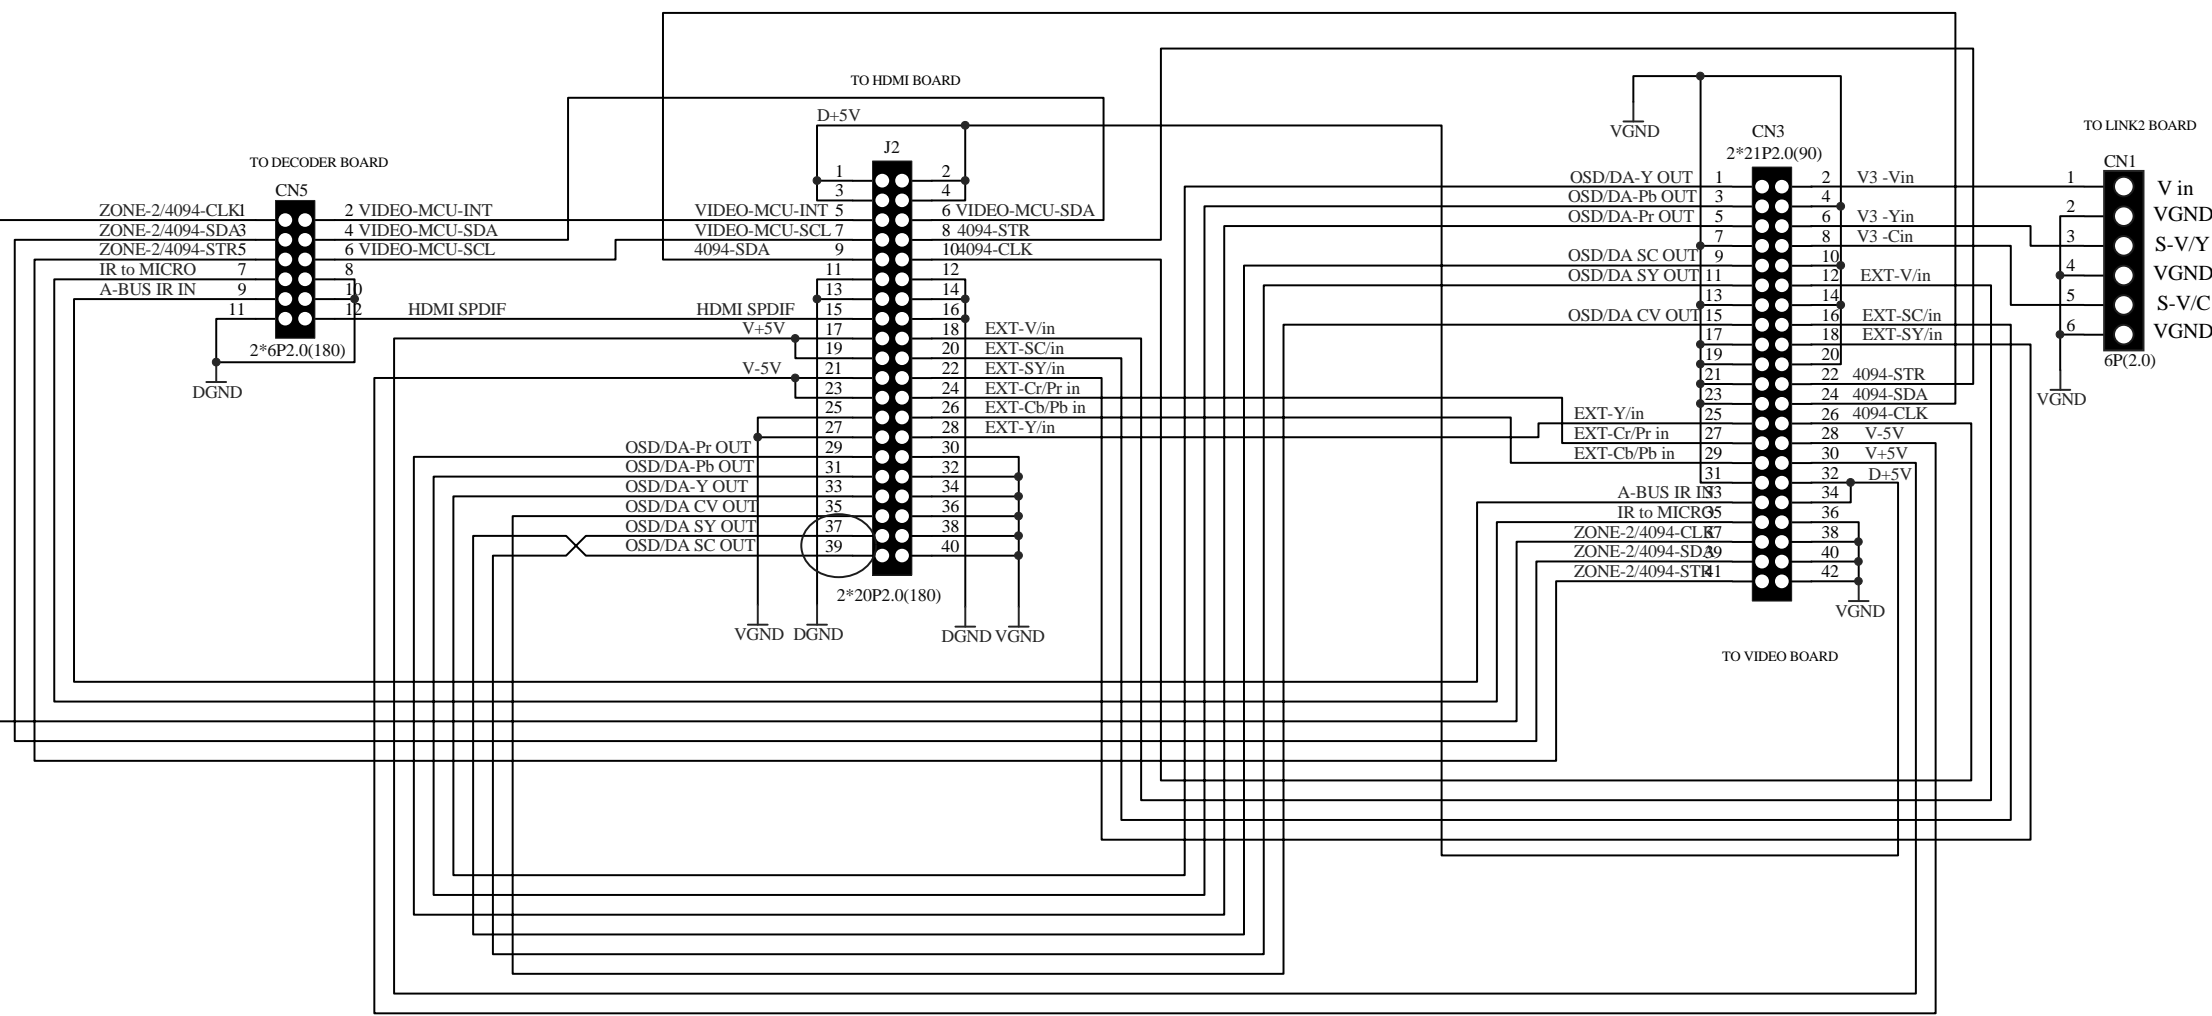 TO DECODER BOARD
CN5
ZONE-2/4094-CLK 1
2 VIDEO-MCU-INT
ZONE-2/4094-SDA 3
4 VIDEO-MCU-SDA
ZONE-2/4094-STR 5
6 VIDEO-MCU-SCL
IR to MICRO 7
8
A-BUS IR IN 9
10
11
12 HDMI SPDIF
2*6P2.0(180)
DGND
TO HDMI BOARD
D+5V
J2
1
2
3
4
VIDEO-MCU-INT 5
6 VIDEO-MCU-SDA
VIDEO-MCU-SCL 7
8 4094-STR
4094-SDA 9
10 4094-CLK
11
12
13
14
HDMI SPDIF 15
16
V+5V 17
18 EXT-V/in
19
20 EXT-SC/in
V-5V 21
22 EXT-SY/in
23
24 EXT-Cr/Pr in
25
26 EXT-Cb/Pb in
27
28 EXT-Y/in
OSD/DA-Pr OUT 29
30
OSD/DA-Pb OUT 31
32
OSD/DA-Y OUT 33
34
OSD/DA CV OUT 35
36
OSD/DA SY OUT 37
38
OSD/DA SC OUT 39
40
2*20P2.0(180)
VGND DGND
DGND VGND
VGND
CN3
2*21P2.0(90)
OSD/DA-Y OUT 1
2 V3 -Vin
OSD/DA-Pb OUT 3
4
OSD/DA-Pr OUT 5
6 V3 -Yin
7
8 V3 -Cin
OSD/DA SC OUT 9
10
OSD/DA SY OUT 11
12 EXT-V/in
13
14
OSD/DA CV OUT 15
16 EXT-SC/in
17
18 EXT-SY/in
19
20
21
22 4094-STR
23
24 4094-SDA
EXT-Y/in 25
26 4094-CLK
EXT-Cr/Pr in 27
28 V-5V
EXT-Cb/Pb in 29
30 V+5V
31
32 D+5V
A-BUS IR IN 33
34
IR to MICRO 35
36
ZONE-2/4094-CLK 37
38
ZONE-2/4094-SDA 39
40
ZONE-2/4094-STR 41
42
VGND
TO VIDEO BOARD
TO LINK2 BOARD
CN1
1 V in
2 VGND
3 S-V/Y
4 VGND
5 S-V/C
6 VGND
6P(2.0)
VGND